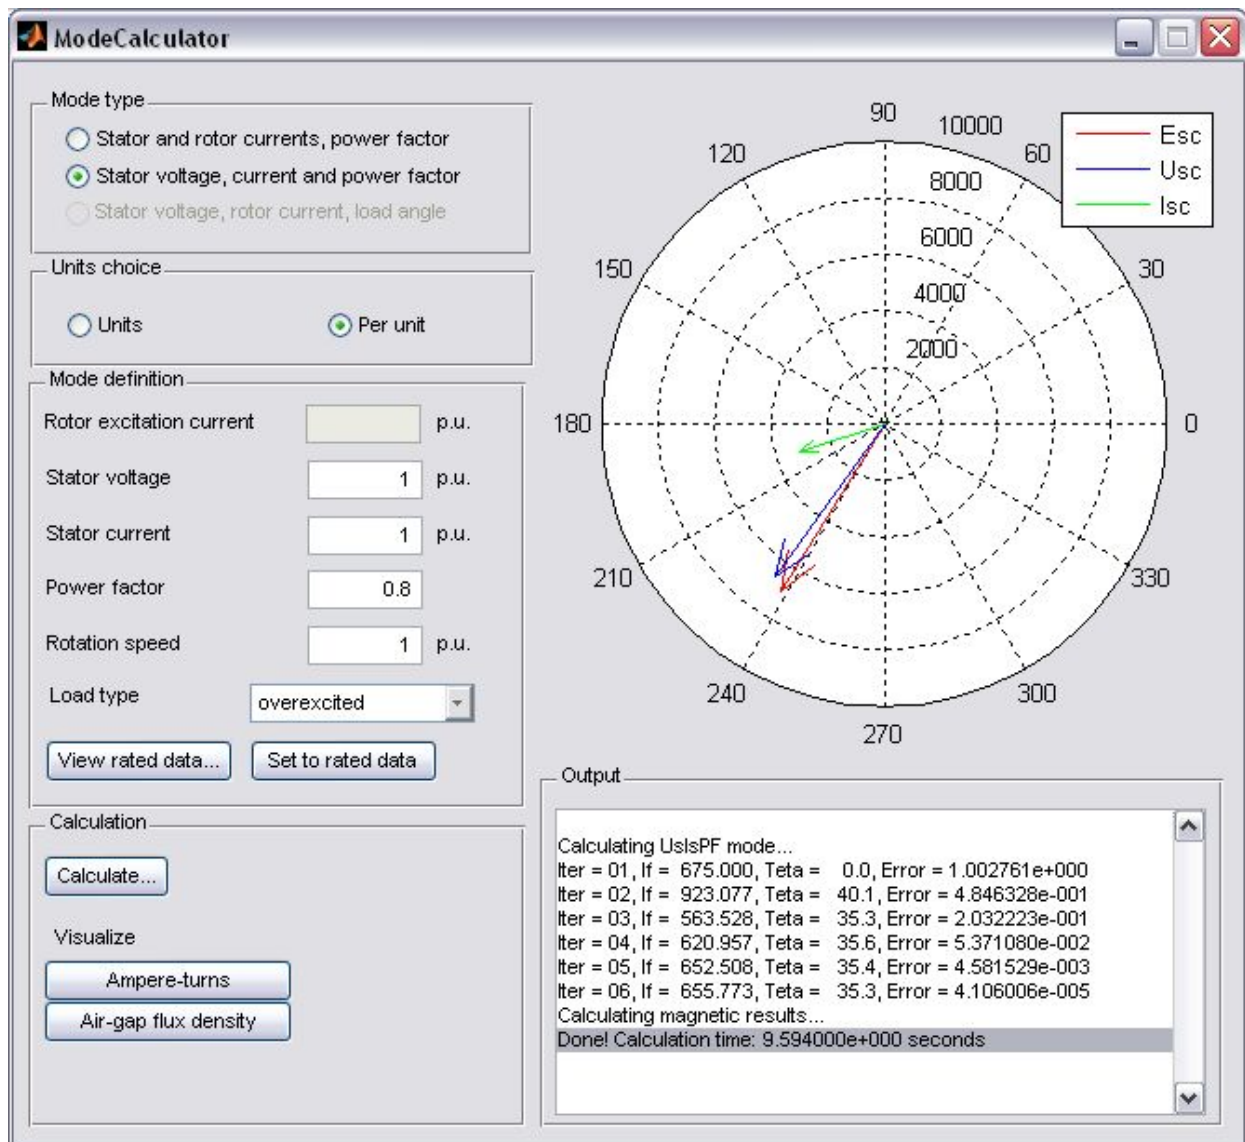 ModeCalculator
Mode type
Stator and rotor currents, power factor
Stator voltage, current and power factor
Stator voltage, rotor current, load angle
Units choice
Units Per unit
Mode definition
Rotor excitation current p.u.
Stator voltage 1 p.u.
Stator current 1 p.u.
Power factor 0.8
Rotation speed 1 p.u.
Load type overexcited
View rated data... Set to rated data
Calculation
Calculate...
Visualize
Ampere-turns
Air-gap flux density
90
10000
120
60
8000
6000
150
30
4000
2000
180
0
210
330
240
300
270
Esc
Usc
Isc
Output
Calculating UsIsPF mode...
Iter = 01, If = 675.000, Teta = 0.0, Error = 1.002761e+000
Iter = 02, If = 923.077, Teta = 40.1, Error = 4.846328e-001
Iter = 03, If = 563.528, Teta = 35.3, Error = 2.032223e-001
Iter = 04, If = 620.957, Teta = 35.6, Error = 5.371080e-002
Iter = 05, If = 652.508, Teta = 35.4, Error = 4.581529e-003
Iter = 06, If = 655.773, Teta = 35.3, Error = 4.106006e-005
Calculating magnetic results...
Done! Calculation time: 9.594000e+000 seconds